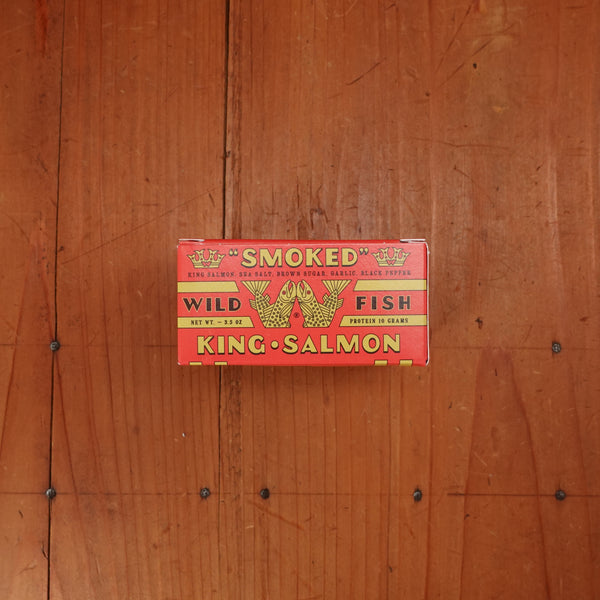 "SMOKED"
KING SALMON, SEA SALT, BROWN SUGAR, GARLIC, BLACK PEPPER
WILD FISH
NET WT. – 3.5 OZ PROTEIN 16 GRAMS
®
KING • SALMON